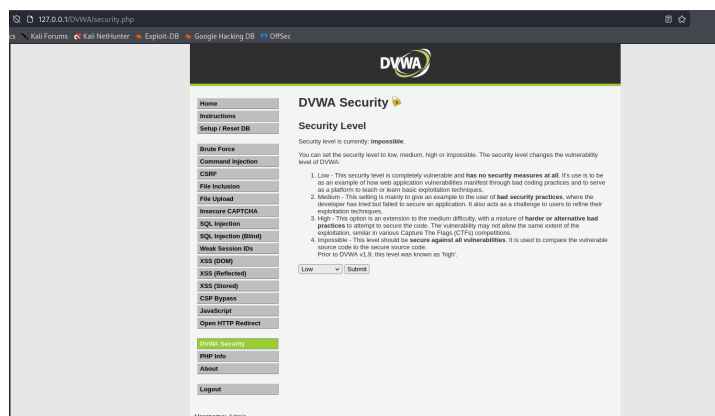 127.0.0.1/DVWA/security.php
cs Kali Forums Kali NetHunter Exploit-DB Google Hacking DB OffSec
DVWA
Home
Instructions
Setup / Reset DB
Brute Force
Command Injection
CSRF
File Inclusion
File Upload
Insecure CAPTCHA
SQL Injection
SQL Injection (Blind)
Weak Session IDs
XSS (DOM)
XSS (Reflected)
XSS (Stored)
CSP Bypass
JavaScript
Open HTTP Redirect
DVWA Security
PHP Info
About
Logout
DVWA Security
Security Level
Security level is currently: impossible.
You can set the security level to low, medium, high or impossible. The security level changes the vulnerability
level of DVWA:
1. Low - This security level is completely vulnerable and has no security measures at all. It's use is to be
as an example of how web application vulnerabilities manifest through bad coding practices and to serve
as a platform to teach or learn basic exploitation techniques.
2. Medium - This setting is mainly to give an example to the user of bad security practices, where the
developer has tried but failed to secure an application. It also acts as a challenge to users to refine their
exploitation techniques.
3. High - This option is an extension to the medium difficulty, with a mixture of harder or alternative bad
practices to attempt to secure the code. The vulnerability may not allow the same extent of the
exploitation, similar in various Capture The Flags (CTFs) competitions.
4. Impossible - This level should be secure against all vulnerabilities. It is used to compare the vulnerable
source code to the secure source code.
Prior to DVWA v1.9, this level was known as 'high'.
Low Submit